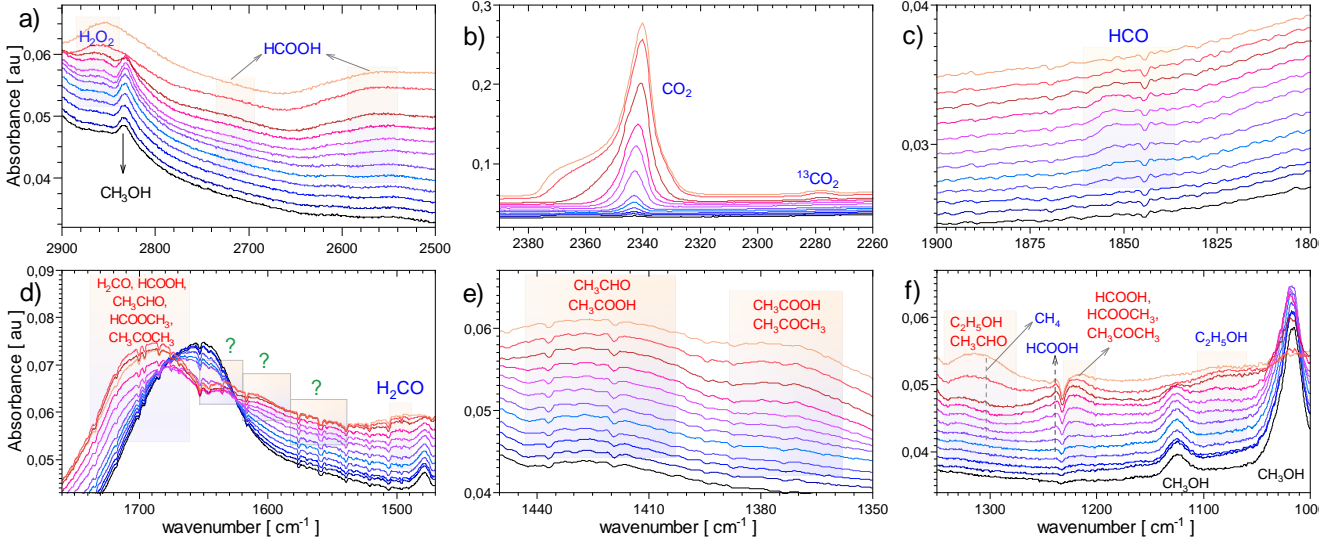 a)
H₂O₂
HCOOH
CH₃OH
0,06
0,05
0,04
Absorbance [ au ]
2900
2800
2700
2600
2500
b)
CO₂
¹³CO₂
0,3
0,2
0,1
2380
2360
2340
2320
2300
2280
2260
c)
HCO
0,04
0,03
1900
1875
1850
1825
1800
d)
H₂CO, HCOOH,
CH₃CHO,
HCOOCH₃,
CH₃COCH₃
?
?
?
H₂CO
0,09
0,08
0,07
0,06
0,05
Absorbance [ au ]
1700
1600
1500
wavenumber [ cm⁻¹ ]
e)
CH₃CHO
CH₃COOH
CH₃COOH
CH₃COCH₃
0,06
0,05
0,04
1440
1410
1380
1350
wavenumber [ cm⁻¹ ]
f)
C₂H₅OH
CH₃CHO
CH₄
HCOOH
HCOOH,
HCOOCH₃,
CH₃COCH₃
C₂H₅OH
CH₃OH
CH₃OH
0,06
0,05
0,04
1300
1200
1100
1000
wavenumber [ cm⁻¹ ]